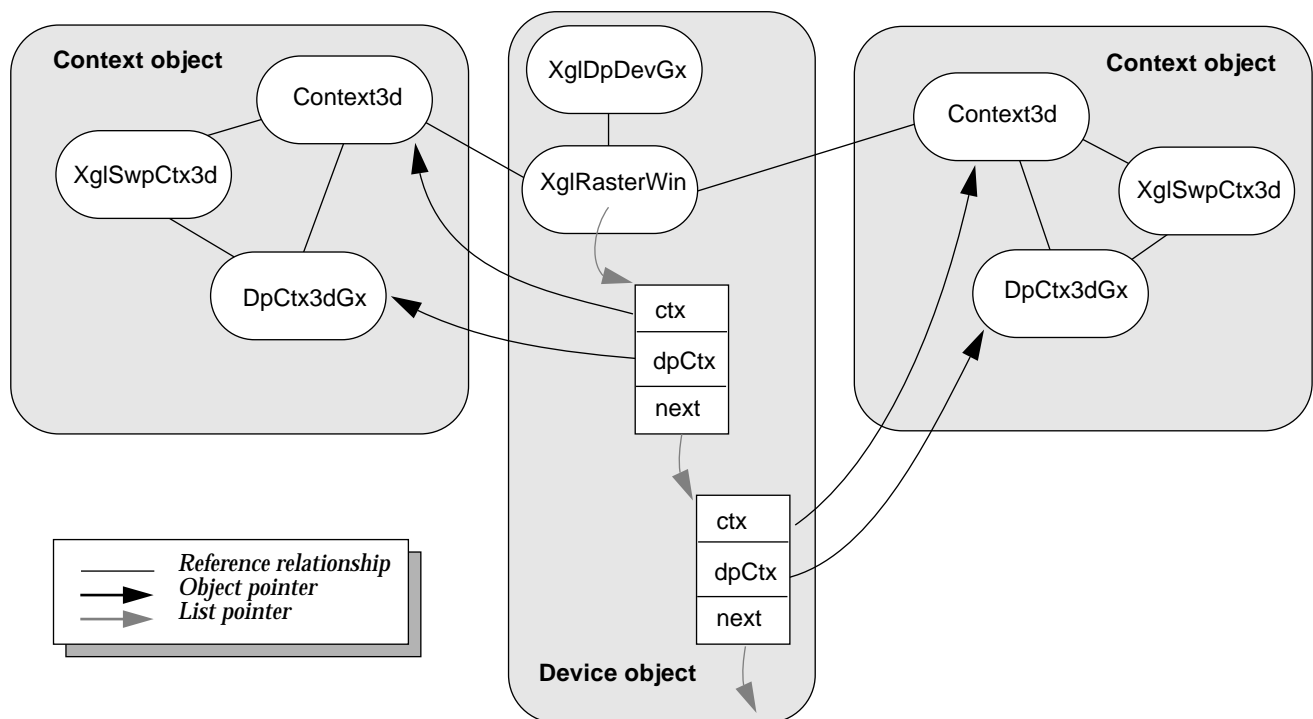 Context object
Context3d
XglSwpCtx3d
DpCtx3dGx
XglDpDevGx
XglRasterWin
ctx
dpCtx
next
ctx
dpCtx
next
Device object
Context object
Context3d
XglSwpCtx3d
DpCtx3dGx
Reference relationship
Object pointer
List pointer